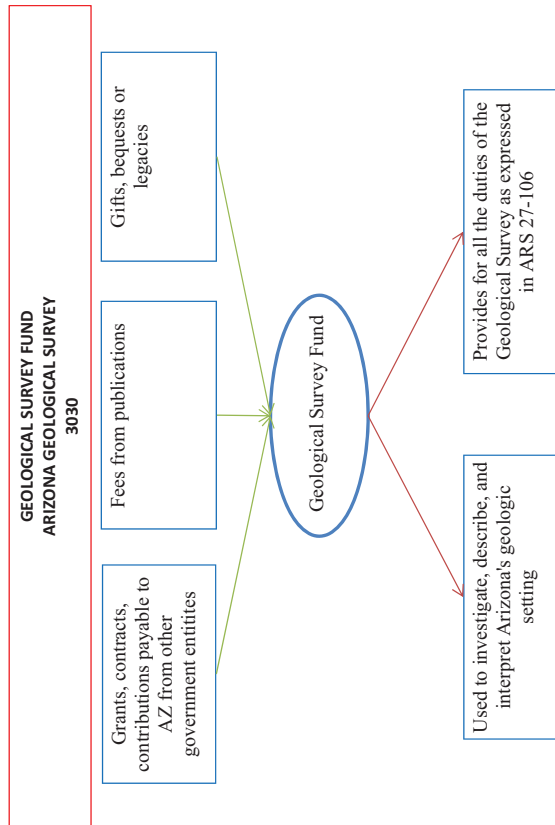 GEOLOGICAL SURVEY FUND
ARIZONA GEOLOGICAL SURVEY
3030
Grants, contracts,
contributions payable to
AZ from other
government entitites
Fees from publications
Gifts, bequests or
legacies
Geological Survey Fund
Used to investigate, describe, and
interpret Arizona's geologic
setting
Provides for all the duties of the
Geological Survey as expressed
in ARS 27-106